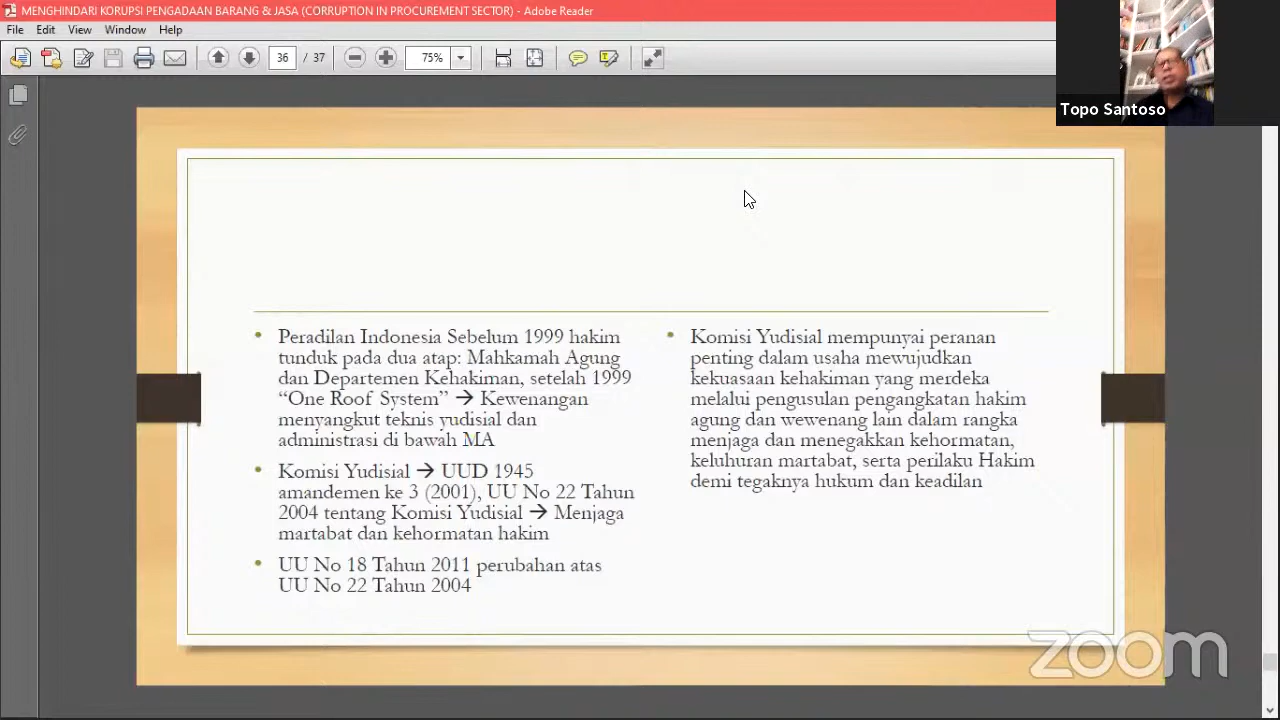 MENGHINDARI KORUPSI PENGADAAN BARANG & JASA (CORRUPTION IN PROCUREMENT SECTOR) - Adobe Reader
File Edit View Window Help
36 / 37 75%
Topo Santoso
• Peradilan Indonesia Sebelum 1999 hakim
tunduk pada dua atap: Mahkamah Agung
dan Departemen Kehakiman, setelah 1999
“One Roof System” → Kewenangan
menyangkut teknis yudisial dan
administrasi di bawah MA
• Komisi Yudisial → UUD 1945
amandemen ke 3 (2001), UU No 22 Tahun
2004 tentang Komisi Yudisial → Menjaga
martabat dan kehormatan hakim
• UU No 18 Tahun 2011 perubahan atas
UU No 22 Tahun 2004
• Komisi Yudisial mempunyai peranan
penting dalam usaha mewujudkan
kekuasaan kehakiman yang merdeka
melalui pengusulan pengangkatan hakim
agung dan wewenang lain dalam rangka
menjaga dan menegakkan kehormatan,
keluhuran martabat, serta perilaku Hakim
demi tegaknya hukum dan keadilan
zoom